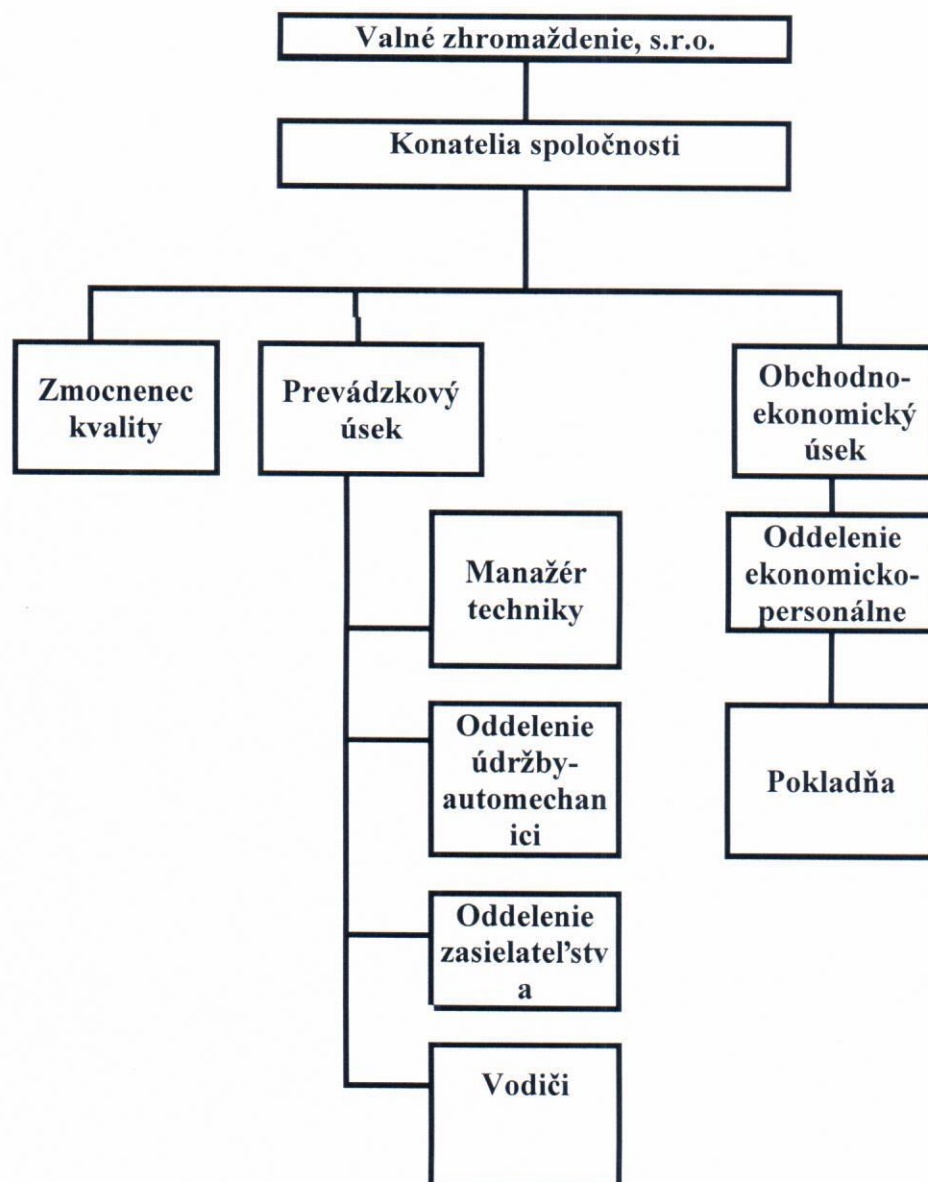 Valné zhromaždenie, s.r.o.
Konatelia spoločnosti
Zmocnenec
kvality
Prevádzkový
úsek
Obchodno-
ekonomický
úsek
Manažér
techniky
Oddelenie
ekonomicko-
personálne
Oddelenie
údržby-
automechan
ici
Pokladňa
Oddelenie
zasielateľstv
a
Vodiči